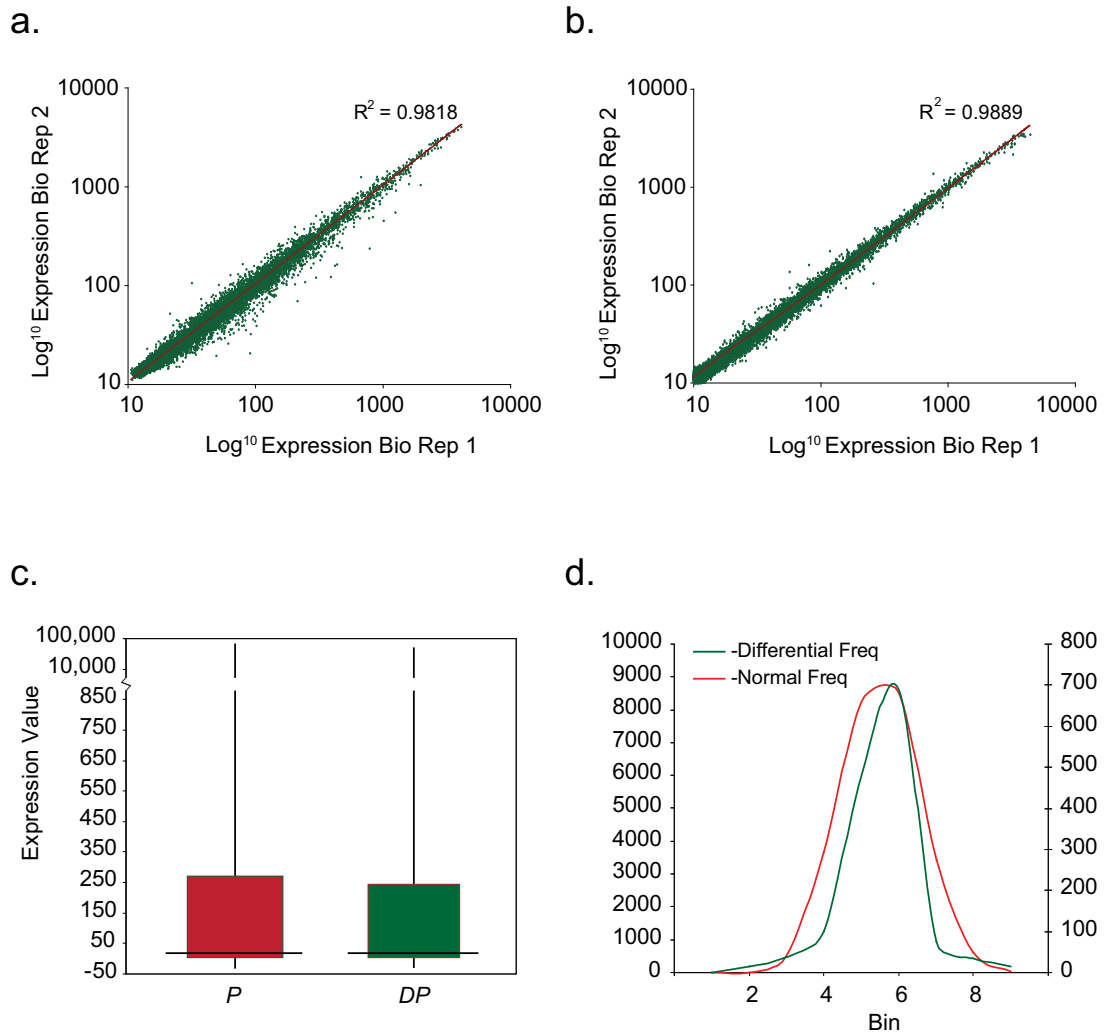 a.
10000
1000
100
10
Log¹⁰ Expression Bio Rep 2
R² = 0.9818
10 100 1000 10000
Log¹⁰ Expression Bio Rep 1
b.
10000
1000
100
10
Log¹⁰ Expression Bio Rep 2
R² = 0.9889
10 100 1000 10000
Log¹⁰ Expression Bio Rep 1
c.
100,000
10,000
850
750
650
550
450
350
250
150
50
-50
Expression Value
P DP
d.
10000
9000
8000
7000
6000
5000
4000
3000
2000
1000
0
-Differential Freq
-Normal Freq
800
700
600
500
400
300
200
100
0
2 4 6 8
Bin